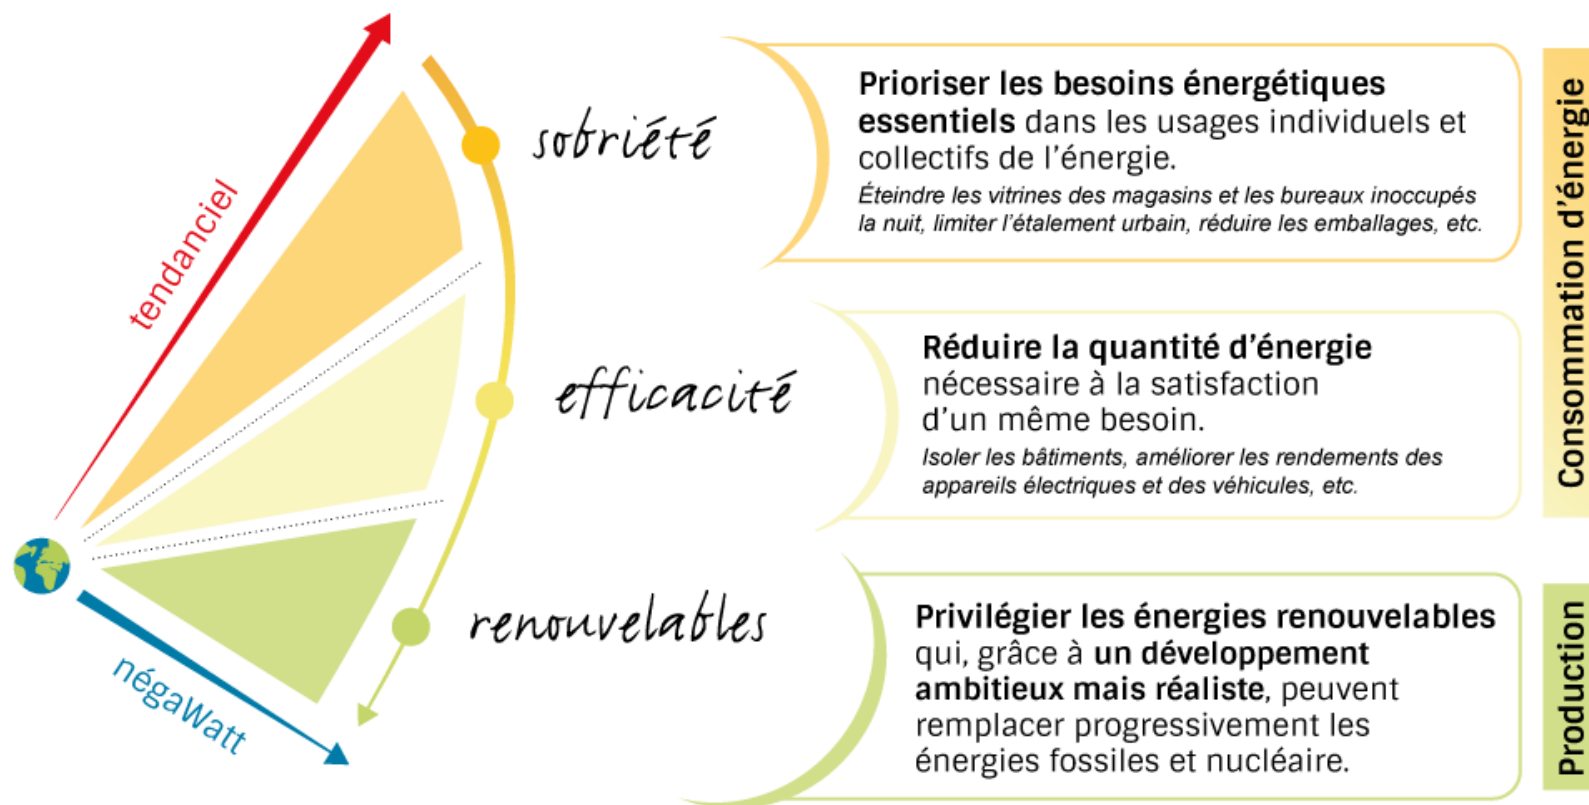 tendanciel
sobriété
Prioriser les besoins énergétiques
essentiels dans les usages individuels et
collectifs de l'énergie.
Éteindre les vitrines des magasins et les bureaux inoccupés
la nuit, limiter l'étalement urbain, réduire les emballages, etc.
Consommation d'énergie
efficacité
Réduire la quantité d'énergie
nécessaire à la satisfaction
d'un même besoin.
Isoler les bâtiments, améliorer les rendements des
appareils électriques et des véhicules, etc.
négaWatt
renouvelables
Privilégier les énergies renouvelables
qui, grâce à un développement
ambitieux mais réaliste, peuvent
remplacer progressivement les
énergies fossiles et nucléaire.
Production